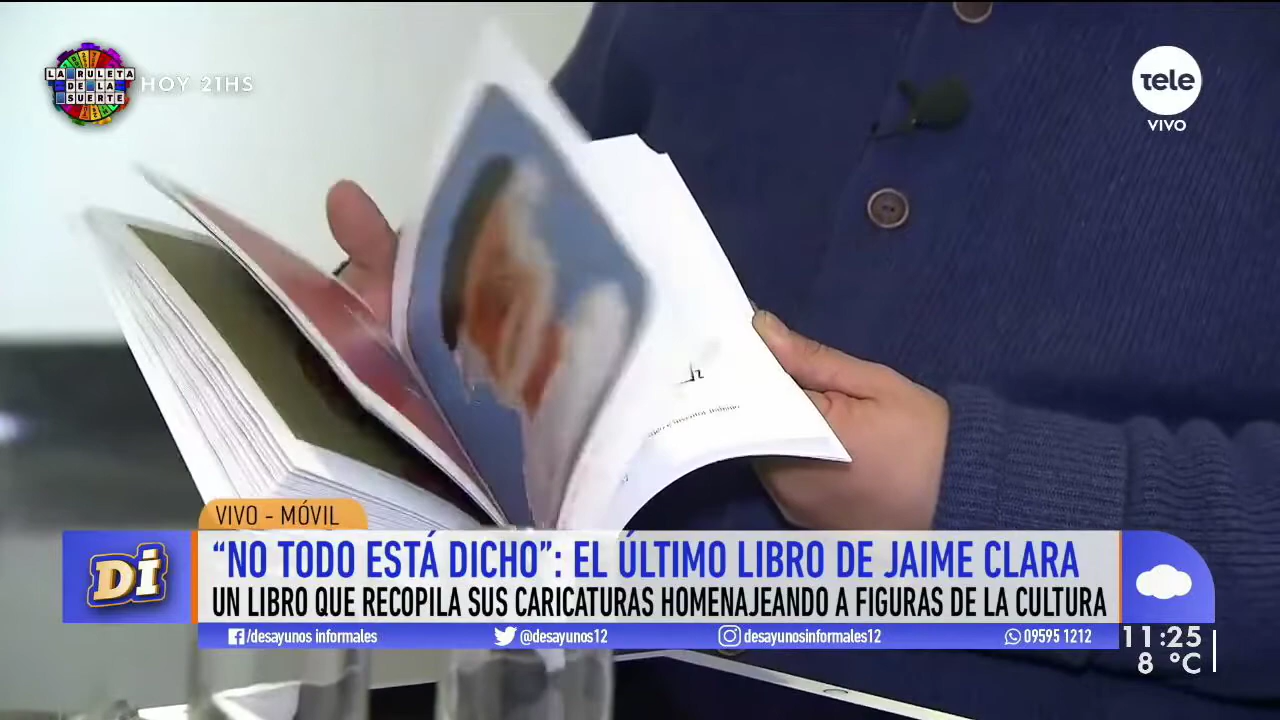 LA RULETA
DE LA
SUERTE
HOY 21HS
tele
VIVO
VIVO - MÓVIL
Di
“NO TODO ESTÁ DICHO”: EL ÚLTIMO LIBRO DE JAIME CLARA
UN LIBRO QUE RECOPILA SUS CARICATURAS HOMENAJEANDO A FIGURAS DE LA CULTURA
/desayunos informales
@desayunos12
desayunosinformales12
09595 1212
11:25
8 °C